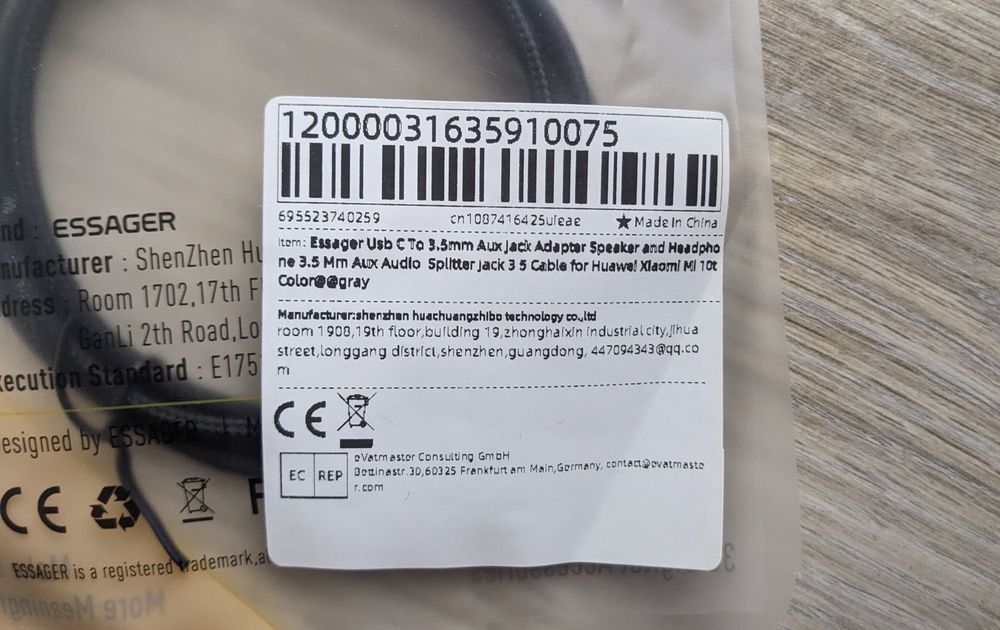 12000031635910075
695523740259 cn1087416425uleae ★ Made In China
Item: Essager Usb C To 3.5mm Aux Jack Adapter Speaker and Headpho
ne 3.5 Mm Aux Audio Splitter Jack 3 5 Cable for Huawei Xiaomi Mi 10t
Color@@gray
Manufacturer:shenzhen huachuangzhibo technology co.,ltd
room 1908,19th floor,building 19,zhonghaixin industrial city,jihua
street,longgang district,shenzhen,guangdong, 447094343@qq.co
m
CE
EC REP
eVatmaster Consulting GmbH
Bettinastr.30,60325 Frankfurt am Main,Germany, contact@evatmaste
r.com
nd : ESSAGER
nufacturer : ShenZhen Hu
dress : Room 1702,17th F
GanLi 2th Road,Lo
xecution Standard : E175
esigned by ESSAGER
CE
ESSAGER is a registered trademark,a
More Meaning